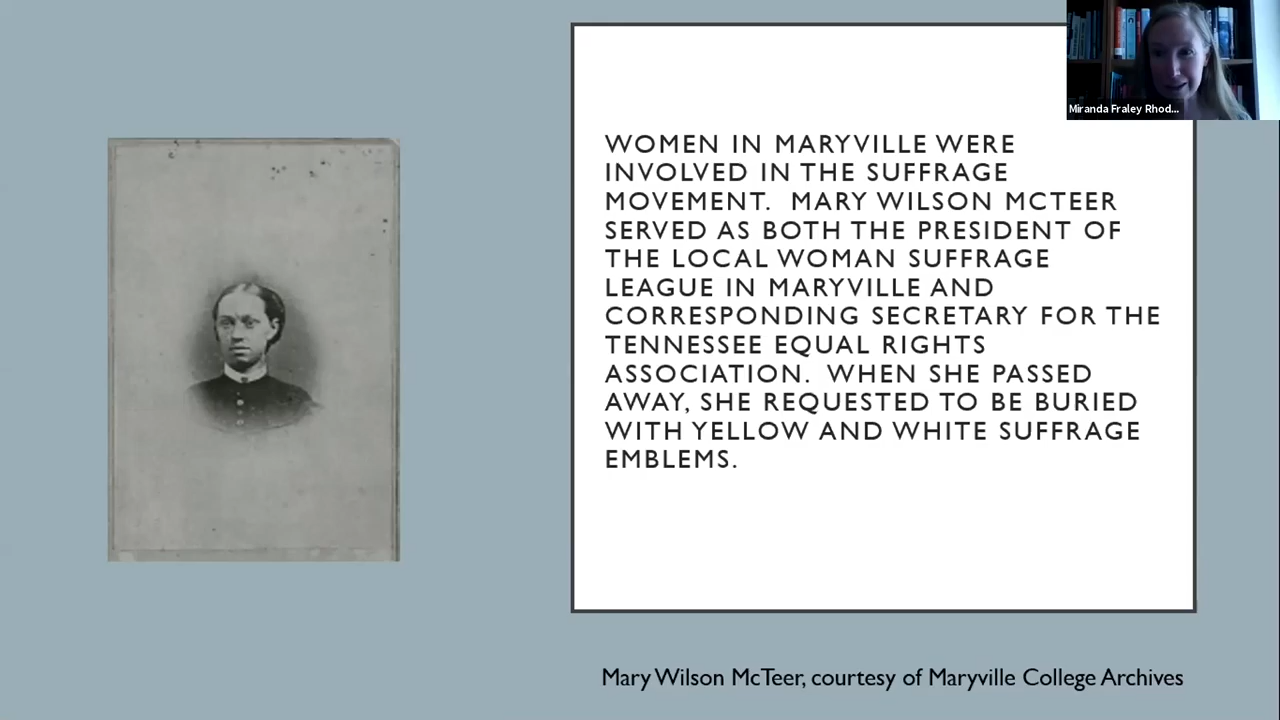 Miranda Fraley Rhod...
WOMEN IN MARYVILLE WERE
INVOLVED IN THE SUFFRAGE
MOVEMENT. MARY WILSON MCTEER
SERVED AS BOTH THE PRESIDENT OF
THE LOCAL WOMAN SUFFRAGE
LEAGUE IN MARYVILLE AND
CORRESPONDING SECRETARY FOR THE
TENNESSEE EQUAL RIGHTS
ASSOCIATION. WHEN SHE PASSED
AWAY, SHE REQUESTED TO BE BURIED
WITH YELLOW AND WHITE SUFFRAGE
EMBLEMS.
Mary Wilson McTeer, courtesy of Maryville College Archives